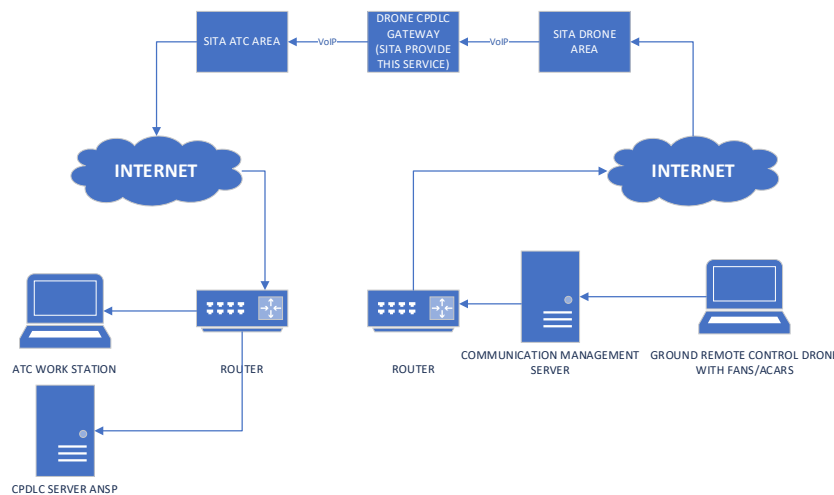 SITA ATC AREA
VoIP
DRONE CPDLC
GATEWAY
(SITA PROVIDE
THIS SERVICE)
VoIP
SITA DRONE
AREA
INTERNET
INTERNET
ATC WORK STATION
ROUTER
ROUTER
COMMUNICATION MANAGEMENT
SERVER
GROUND REMOTE CONTROL DRON
WITH FANS/ACARS
CPDLC SERVER ANSP